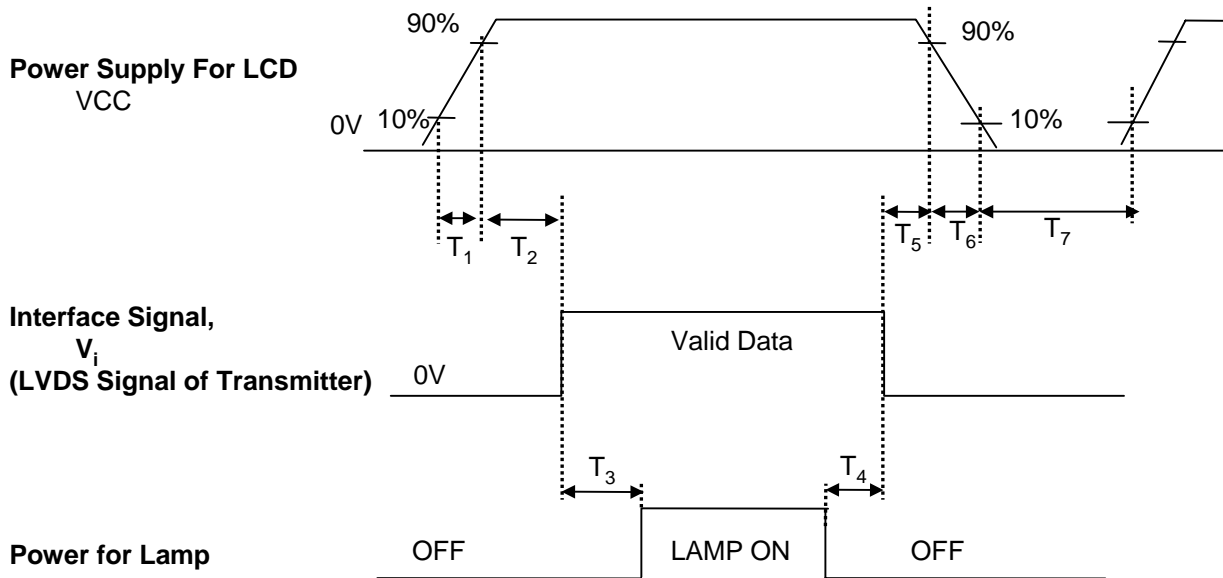 90%
90%
Power Supply For LCD
VCC
0V
10%
10%
T1
T2
T5
T6
T7
Interface Signal,
Vi
(LVDS Signal of Transmitter)
0V
Valid Data
T3
T4
Power for Lamp
OFF
LAMP ON
OFF